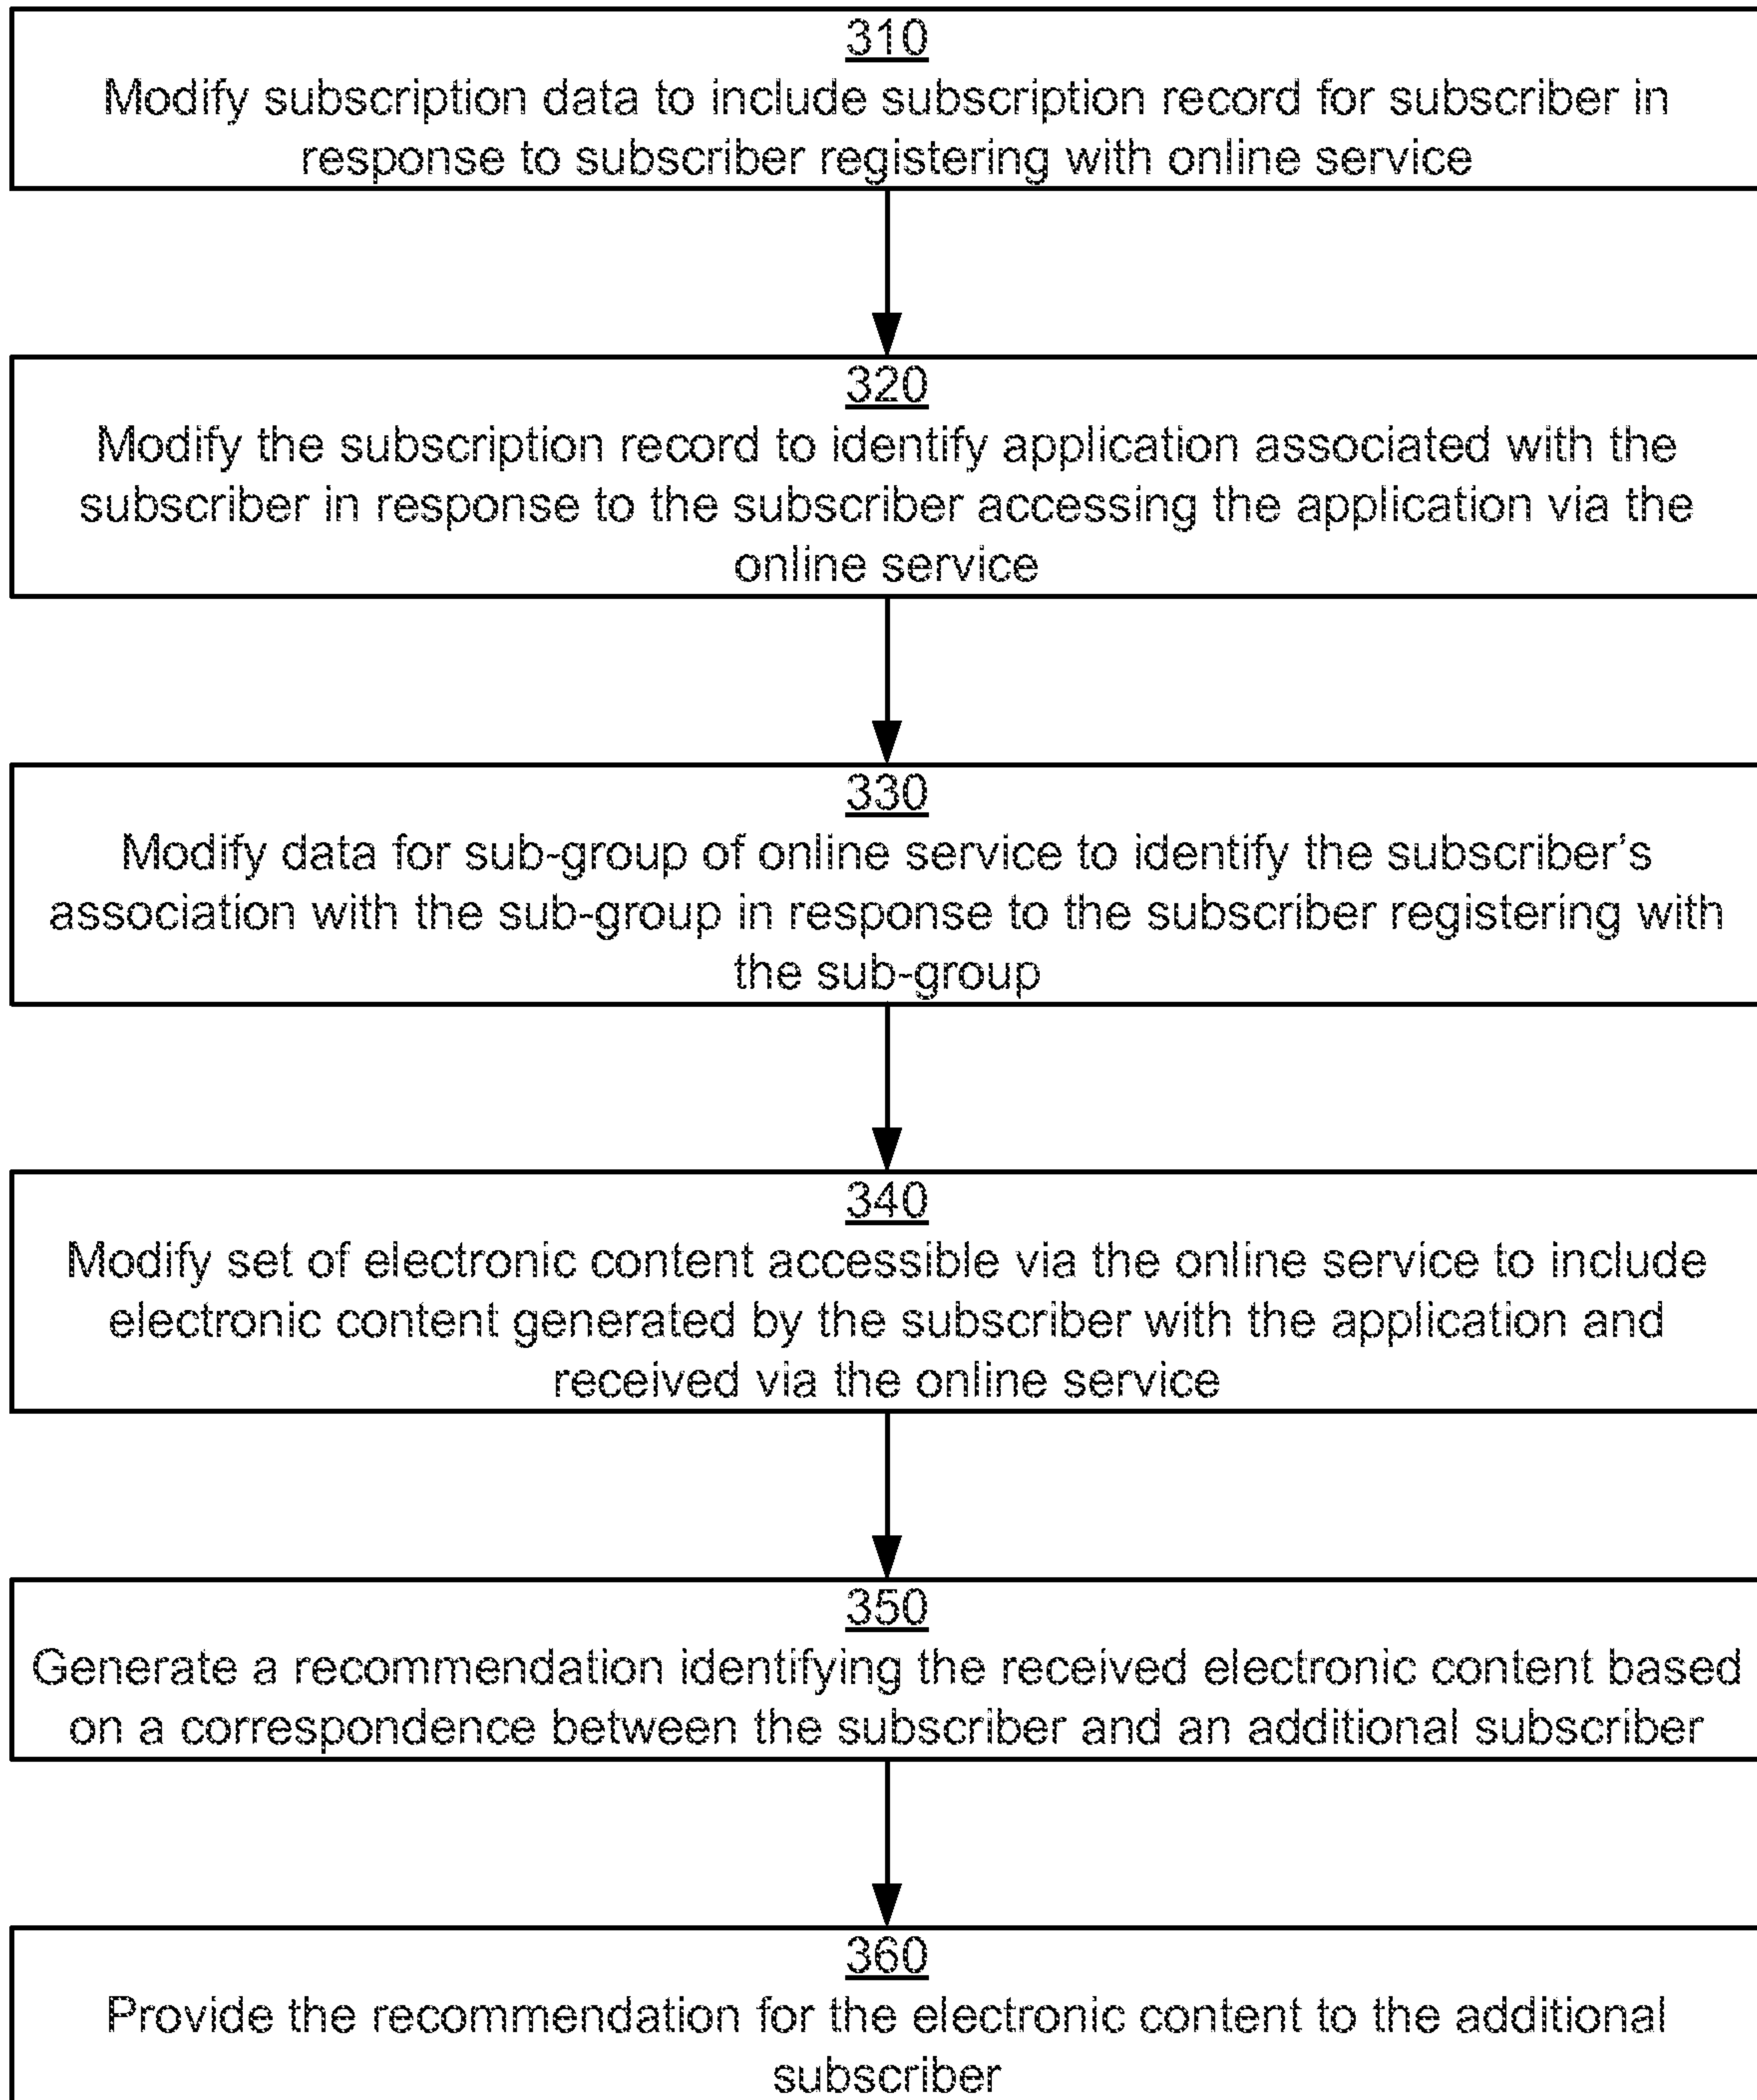 310
Modify subscription data to include subscription record for subscriber in
response to subscriber registering with online service
320
Modify the subscription record to identify application associated with the
subscriber in response to the subscriber accessing the application via the
online service
330
Modify data for sub-group of online service to identify the subscriber's
association with the sub-group in response to the subscriber registering with
the sub-group
340
Modify set of electronic content accessible via the online service to include
electronic content generated by the subscriber with the application and
received via the online service
350
Generate a recommendation identifying the received electronic content based
on a correspondence between the subscriber and an additional subscriber
360
Provide the recommendation for the electronic content to the additional
subscriber